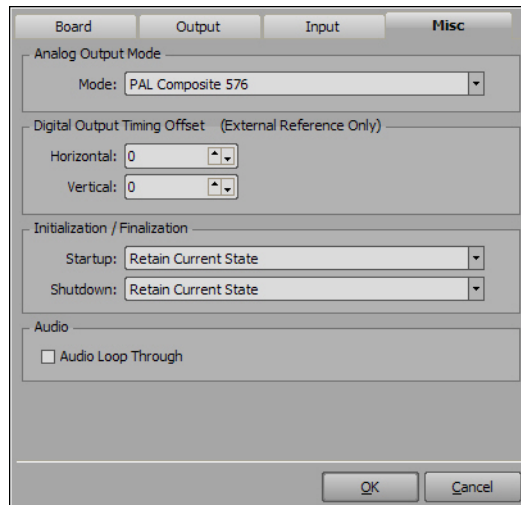 Board Output Input Misc
Analog Output Mode
Mode: PAL Composite 576
Digital Output Timing Offset (External Reference Only)
Horizontal: 0
Vertical: 0
Initialization / Finalization
Startup: Retain Current State
Shutdown: Retain Current State
Audio
Audio Loop Through
OK Cancel